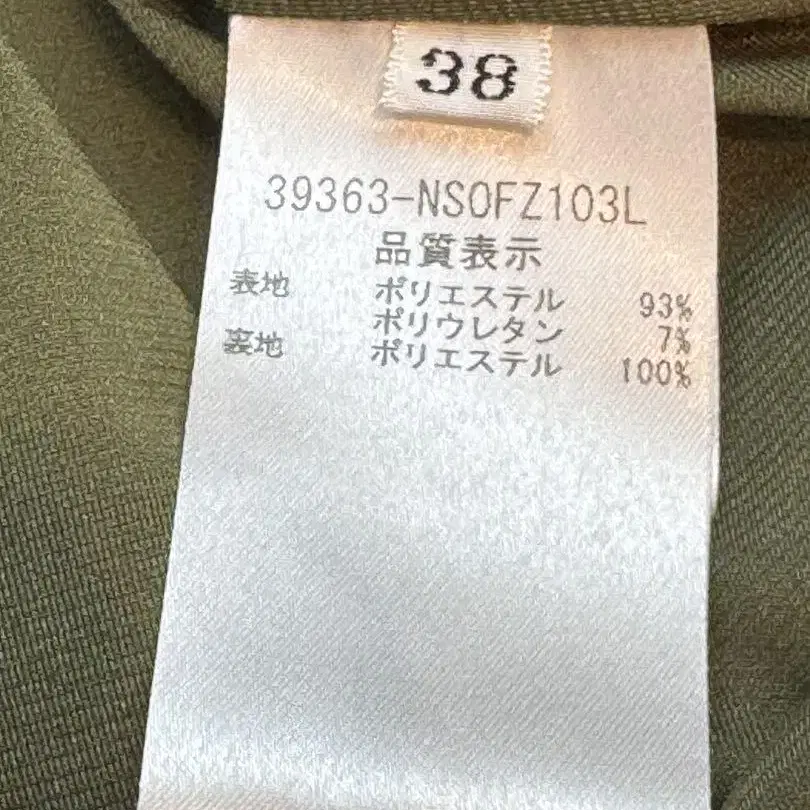 38
39363-NSOFZ103L
品質表示
表地 ポリエステル 93%
ポリウレタン 7%
裏地 ポリエステル 100%